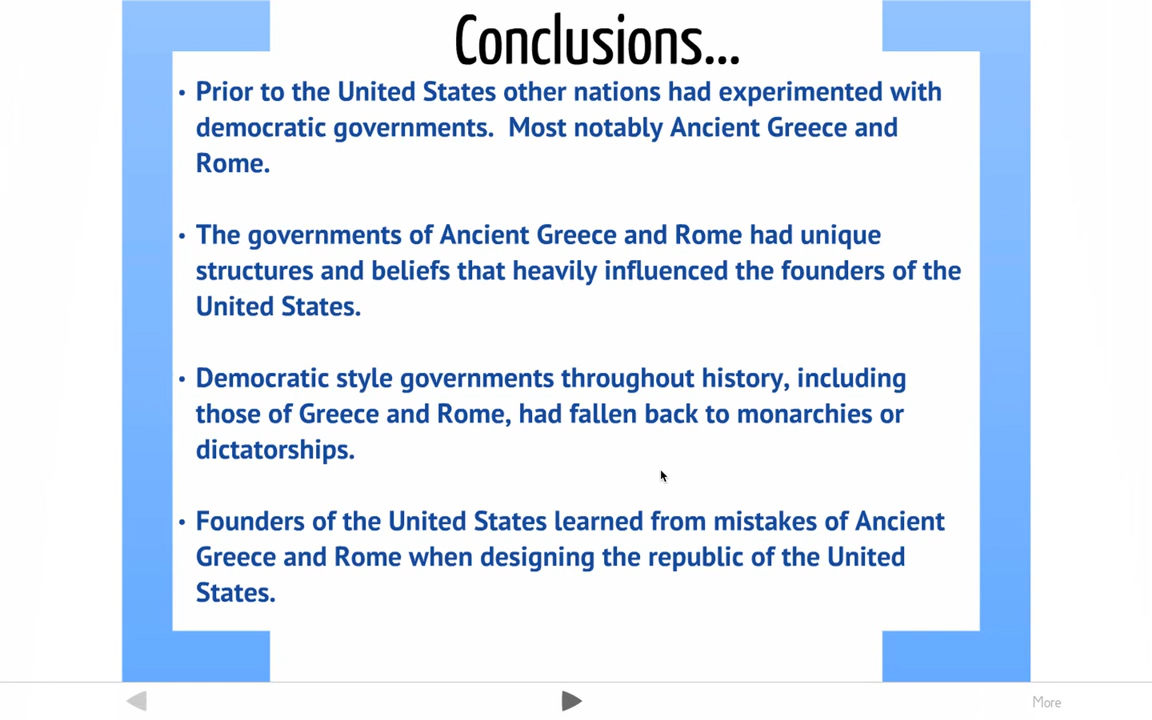 Conclusions...
• Prior to the United States other nations had experimented with
democratic governments.  Most notably Ancient Greece and
Rome.
• The governments of Ancient Greece and Rome had unique
structures and beliefs that heavily influenced the founders of the
United States.
• Democratic style governments throughout history, including
those of Greece and Rome, had fallen back to monarchies or
dictatorships.
• Founders of the United States learned from mistakes of Ancient
Greece and Rome when designing the republic of the United
States.
More